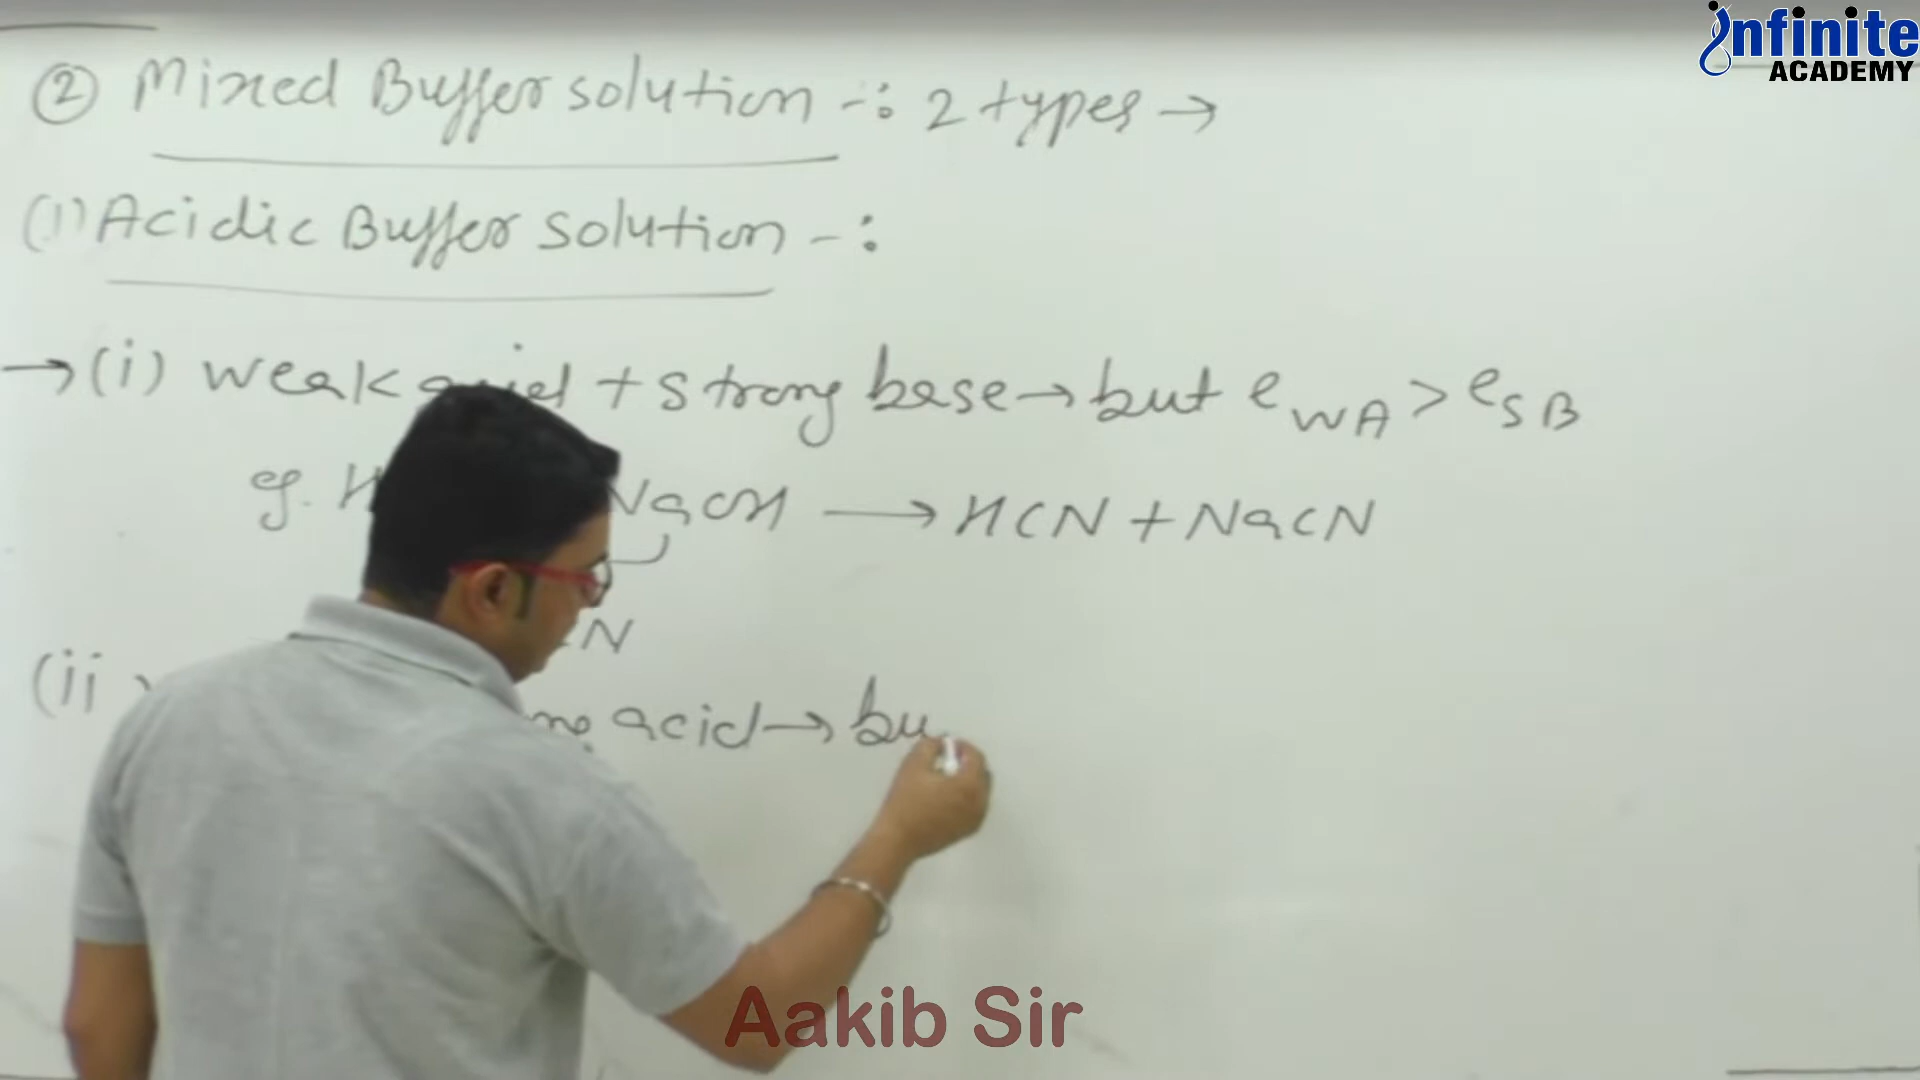 infinite
ACADEMY
② Mixed Buffer solution -: 2 types →
(1) Acidic Buffer solution -:
→ (i) weak acid + strong base → but e WA > e SB
eg. H NaOH → HCN + NaCN
N
(ii) acid → bu
Aakib Sir